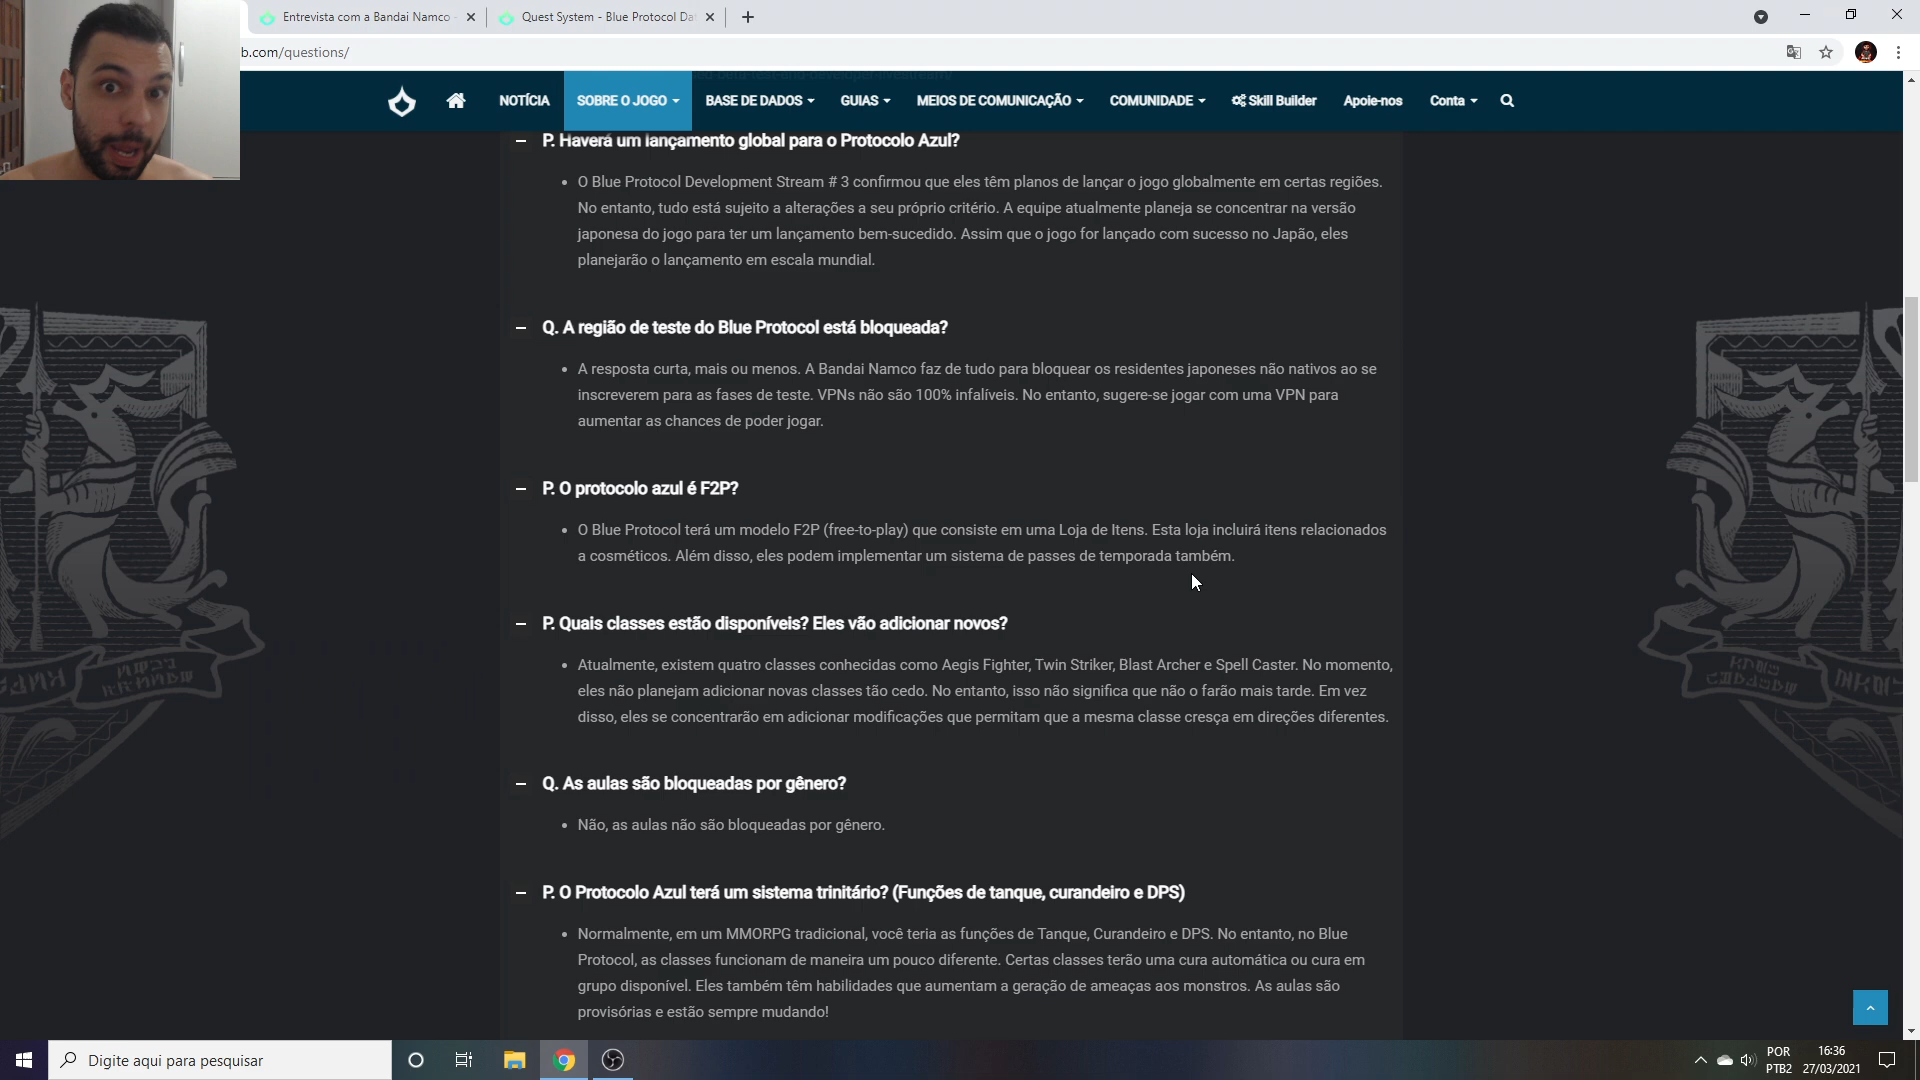 Entrevista com a Bandai Namco
Quest System - Blue Protocol Da
b.com/questions/
NOTÍCIA
SOBRE O JOGO
BASE DE DADOS
GUIAS
MEIOS DE COMUNICAÇÃO
COMUNIDADE
Skill Builder
Apoie-nos
Conta
P. Haverá um lançamento global para o Protocolo Azul?
O Blue Protocol Development Stream # 3 confirmou que eles têm planos de lançar o jogo globalmente em certas regiões.
No entanto, tudo está sujeito a alterações a seu próprio critério. A equipe atualmente planeja se concentrar na versão
japonesa do jogo para ter um lançamento bem-sucedido. Assim que o jogo for lançado com sucesso no Japão, eles
planejarão o lançamento em escala mundial.
Q. A região de teste do Blue Protocol está bloqueada?
A resposta curta, mais ou menos. A Bandai Namco faz de tudo para bloquear os residentes japoneses não nativos ao se
inscreverem para as fases de teste. VPNs não são 100% infalíveis. No entanto, sugere-se jogar com uma VPN para
aumentar as chances de poder jogar.
P. O protocolo azul é F2P?
O Blue Protocol terá um modelo F2P (free-to-play) que consiste em uma Loja de Itens. Esta loja incluirá itens relacionados
a cosméticos. Além disso, eles podem implementar um sistema de passes de temporada também.
P. Quais classes estão disponíveis? Eles vão adicionar novos?
Atualmente, existem quatro classes conhecidas como Aegis Fighter, Twin Striker, Blast Archer e Spell Caster. No momento,
eles não planejam adicionar novas classes tão cedo. No entanto, isso não significa que não o farão mais tarde. Em vez
disso, eles se concentrarão em adicionar modificações que permitam que a mesma classe cresça em direções diferentes.
Q. As aulas são bloqueadas por gênero?
Não, as aulas não são bloqueadas por gênero.
P. O Protocolo Azul terá um sistema trinitário? (Funções de tanque, curandeiro e DPS)
Normalmente, em um MMORPG tradicional, você teria as funções de Tanque, Curandeiro e DPS. No entanto, no Blue
Protocol, as classes funcionam de maneira um pouco diferente. Certas classes terão uma cura automática ou cura em
grupo disponível. Eles também têm habilidades que aumentam a geração de ameaças aos monstros. As aulas são
provisórias e estão sempre mudando!
Digite aqui para pesquisar
POR
PTB2
16:36
27/03/2021